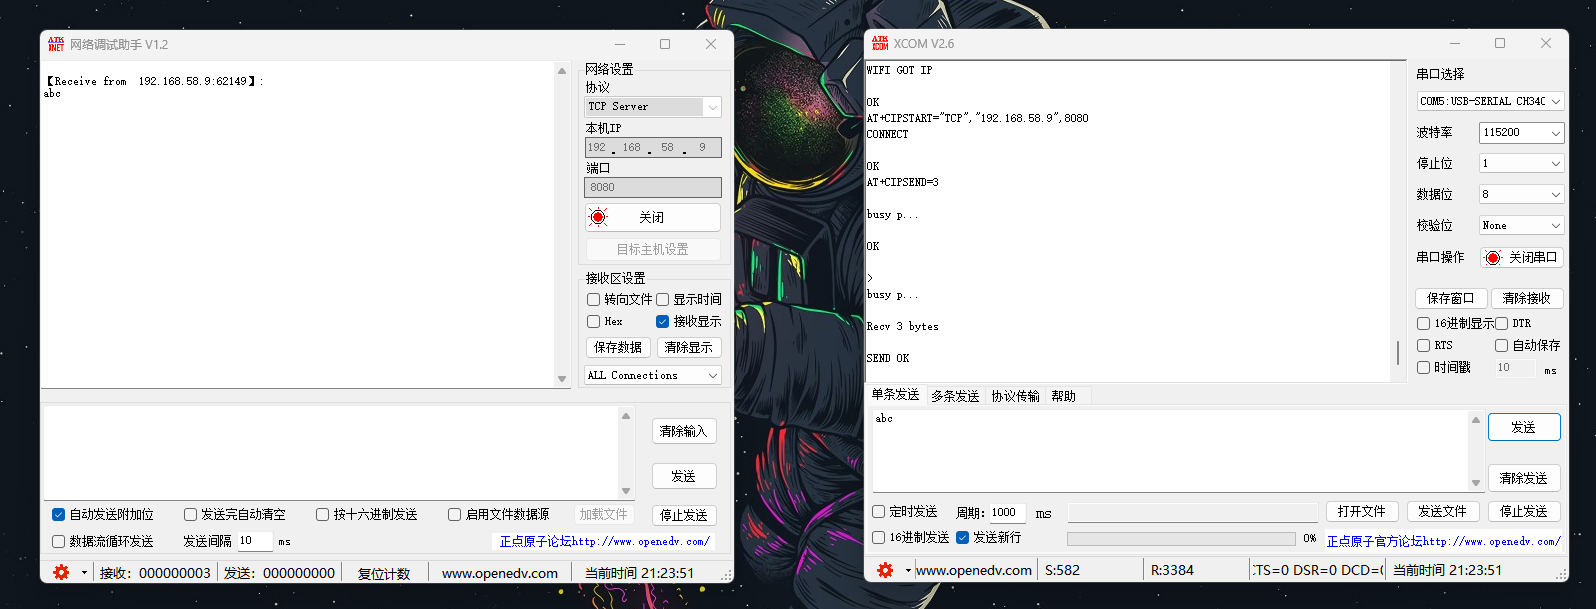 ATK
XNET
网络调试助手 V1.2
【Receive from  192.168.58.9:62149】:
abc
网络设置
协议
TCP Server
本机IP
192 . 168 . 58 . 9
端口
8080
关闭
目标主机设置
接收区设置
转向文件 显示时间
Hex 接收显示
保存数据 清除显示
ALL Connections
清除输入
发送
自动发送附加位 发送完自动清空 按十六进制发送 启用文件数据源 加载文件 停止发送
数据流循环发送 发送间隔 10 ms 正点原子论坛http://www.openedv.com/
接收: 000000003 发送: 000000000 复位计数 www.openedv.com 当前时间 21:23:51
ATK
XCOM
XCOM V2.6
WIFI GOT IP
OK
AT+CIPSTART="TCP","192.168.58.9",8080
CONNECT
OK
AT+CIPSEND=3
busy p...
OK
>
busy p...
Recv 3 bytes
SEND OK
串口选择
COM5:USB-SERIAL CH340
波特率 115200
停止位 1
数据位 8
校验位 None
串口操作 关闭串口
保存窗口 清除接收
16进制显示 DTR
RTS 自动保存
时间戳 10 ms
单条发送 多条发送 协议传输 帮助
abc
发送
清除发送
定时发送 周期: 1000 ms 打开文件 发送文件 停止发送
16进制发送 发送新行 0% 正点原子官方论坛http://www.openedv.com/
www.openedv.com S:582 R:3384 CTS=0 DSR=0 DCD=( 当前时间 21:23:51